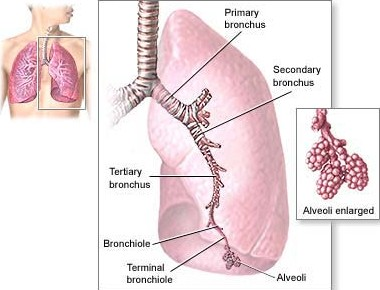 Primary
bronchus
Secondary
bronchus
Tertiary
bronchus
Alveoli enlarged
Bronchiole
Terminal
bronchiole
Alveoli